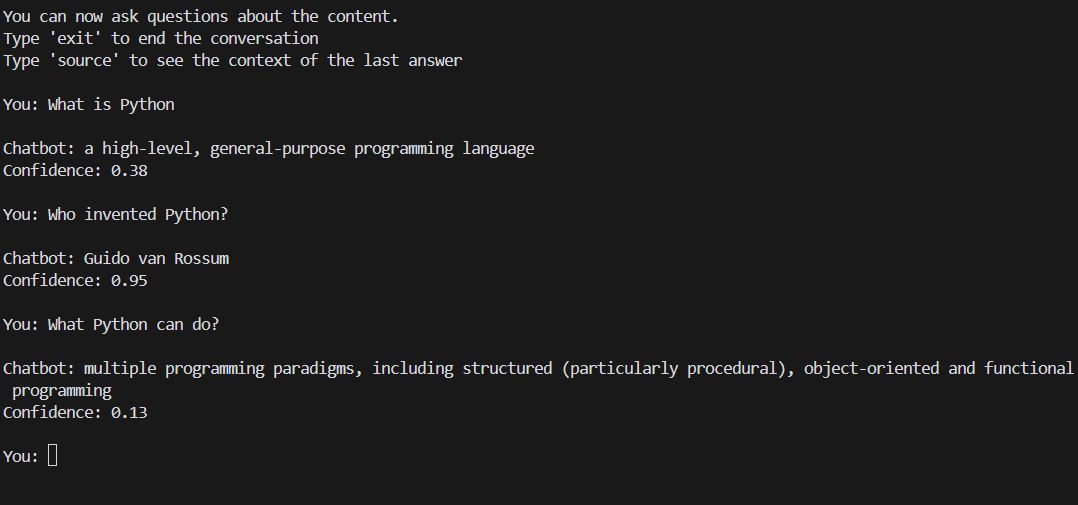 You can now ask questions about the content.
Type 'exit' to end the conversation
Type 'source' to see the context of the last answer
You: What is Python
Chatbot: a high-level, general-purpose programming language
Confidence: 0.38
You: Who invented Python?
Chatbot: Guido van Rossum
Confidence: 0.95
You: What Python can do?
Chatbot: multiple programming paradigms, including structured (particularly procedural), object-oriented and functional
programming
Confidence: 0.13
You: